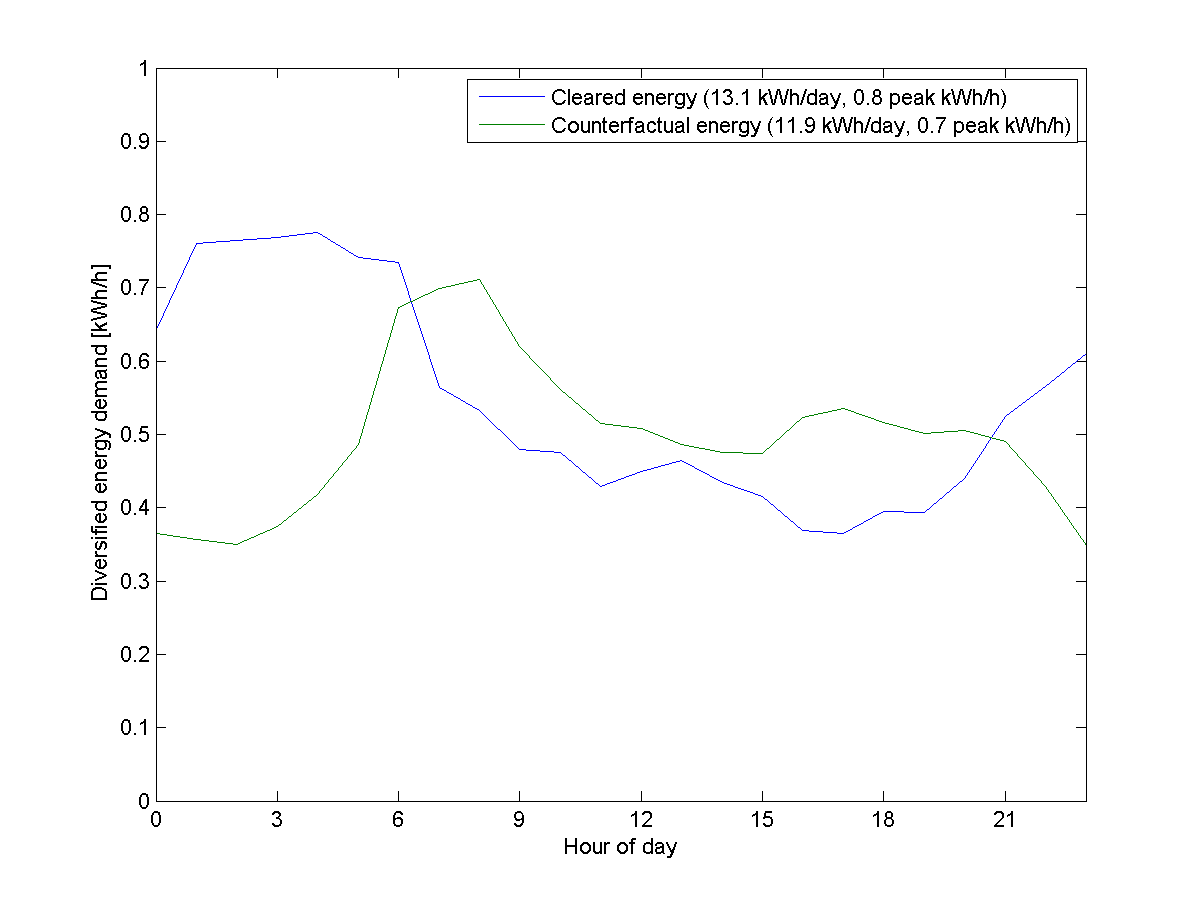 Cleared energy (13.1 kWh/day, 0.8 peak kWh/h)
Counterfactual energy (11.9 kWh/day, 0.7 peak kWh/h)
Diversified energy demand [kWh/h]
1
0.9
0.8
0.7
0.6
0.5
0.4
0.3
0.2
0.1
0
0 3 6 9 12 15 18 21
Hour of day